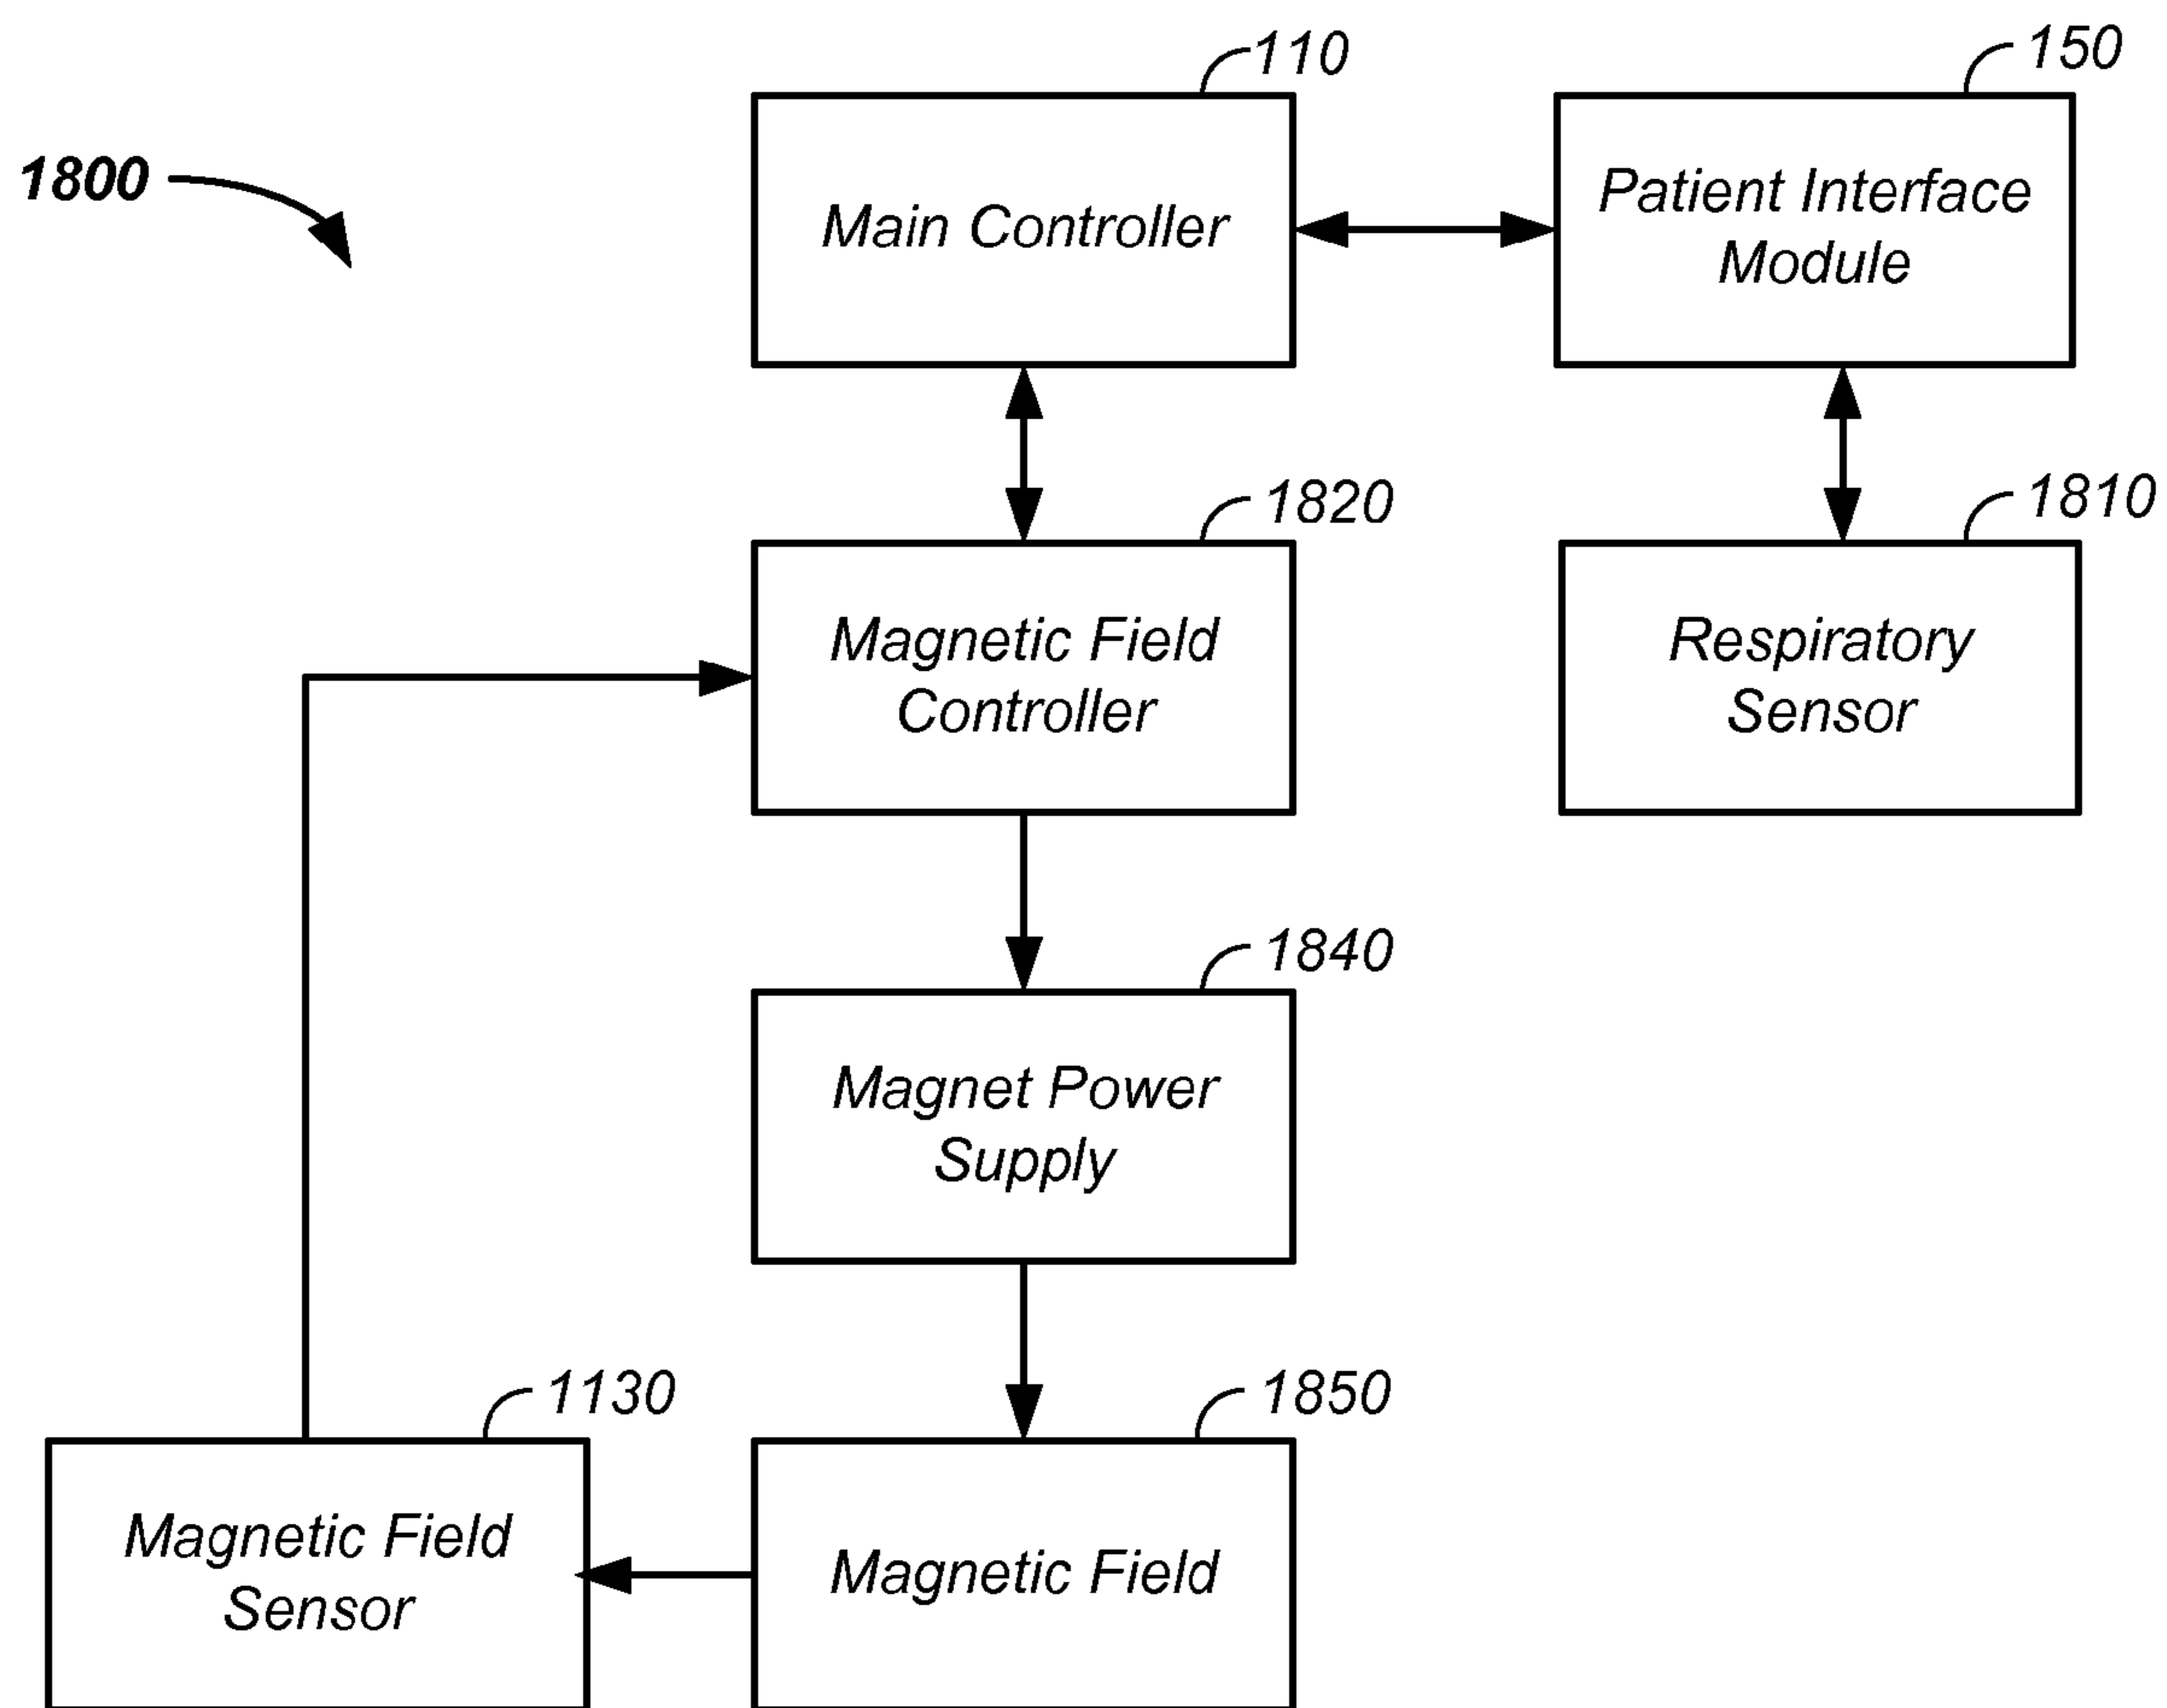 110
150
1800
Main Controller
Patient Interface
Module
1820
1810
Magnetic Field
Controller
Respiratory
Sensor
1840
Magnet Power
Supply
1130
1850
Magnetic Field
Sensor
Magnetic Field